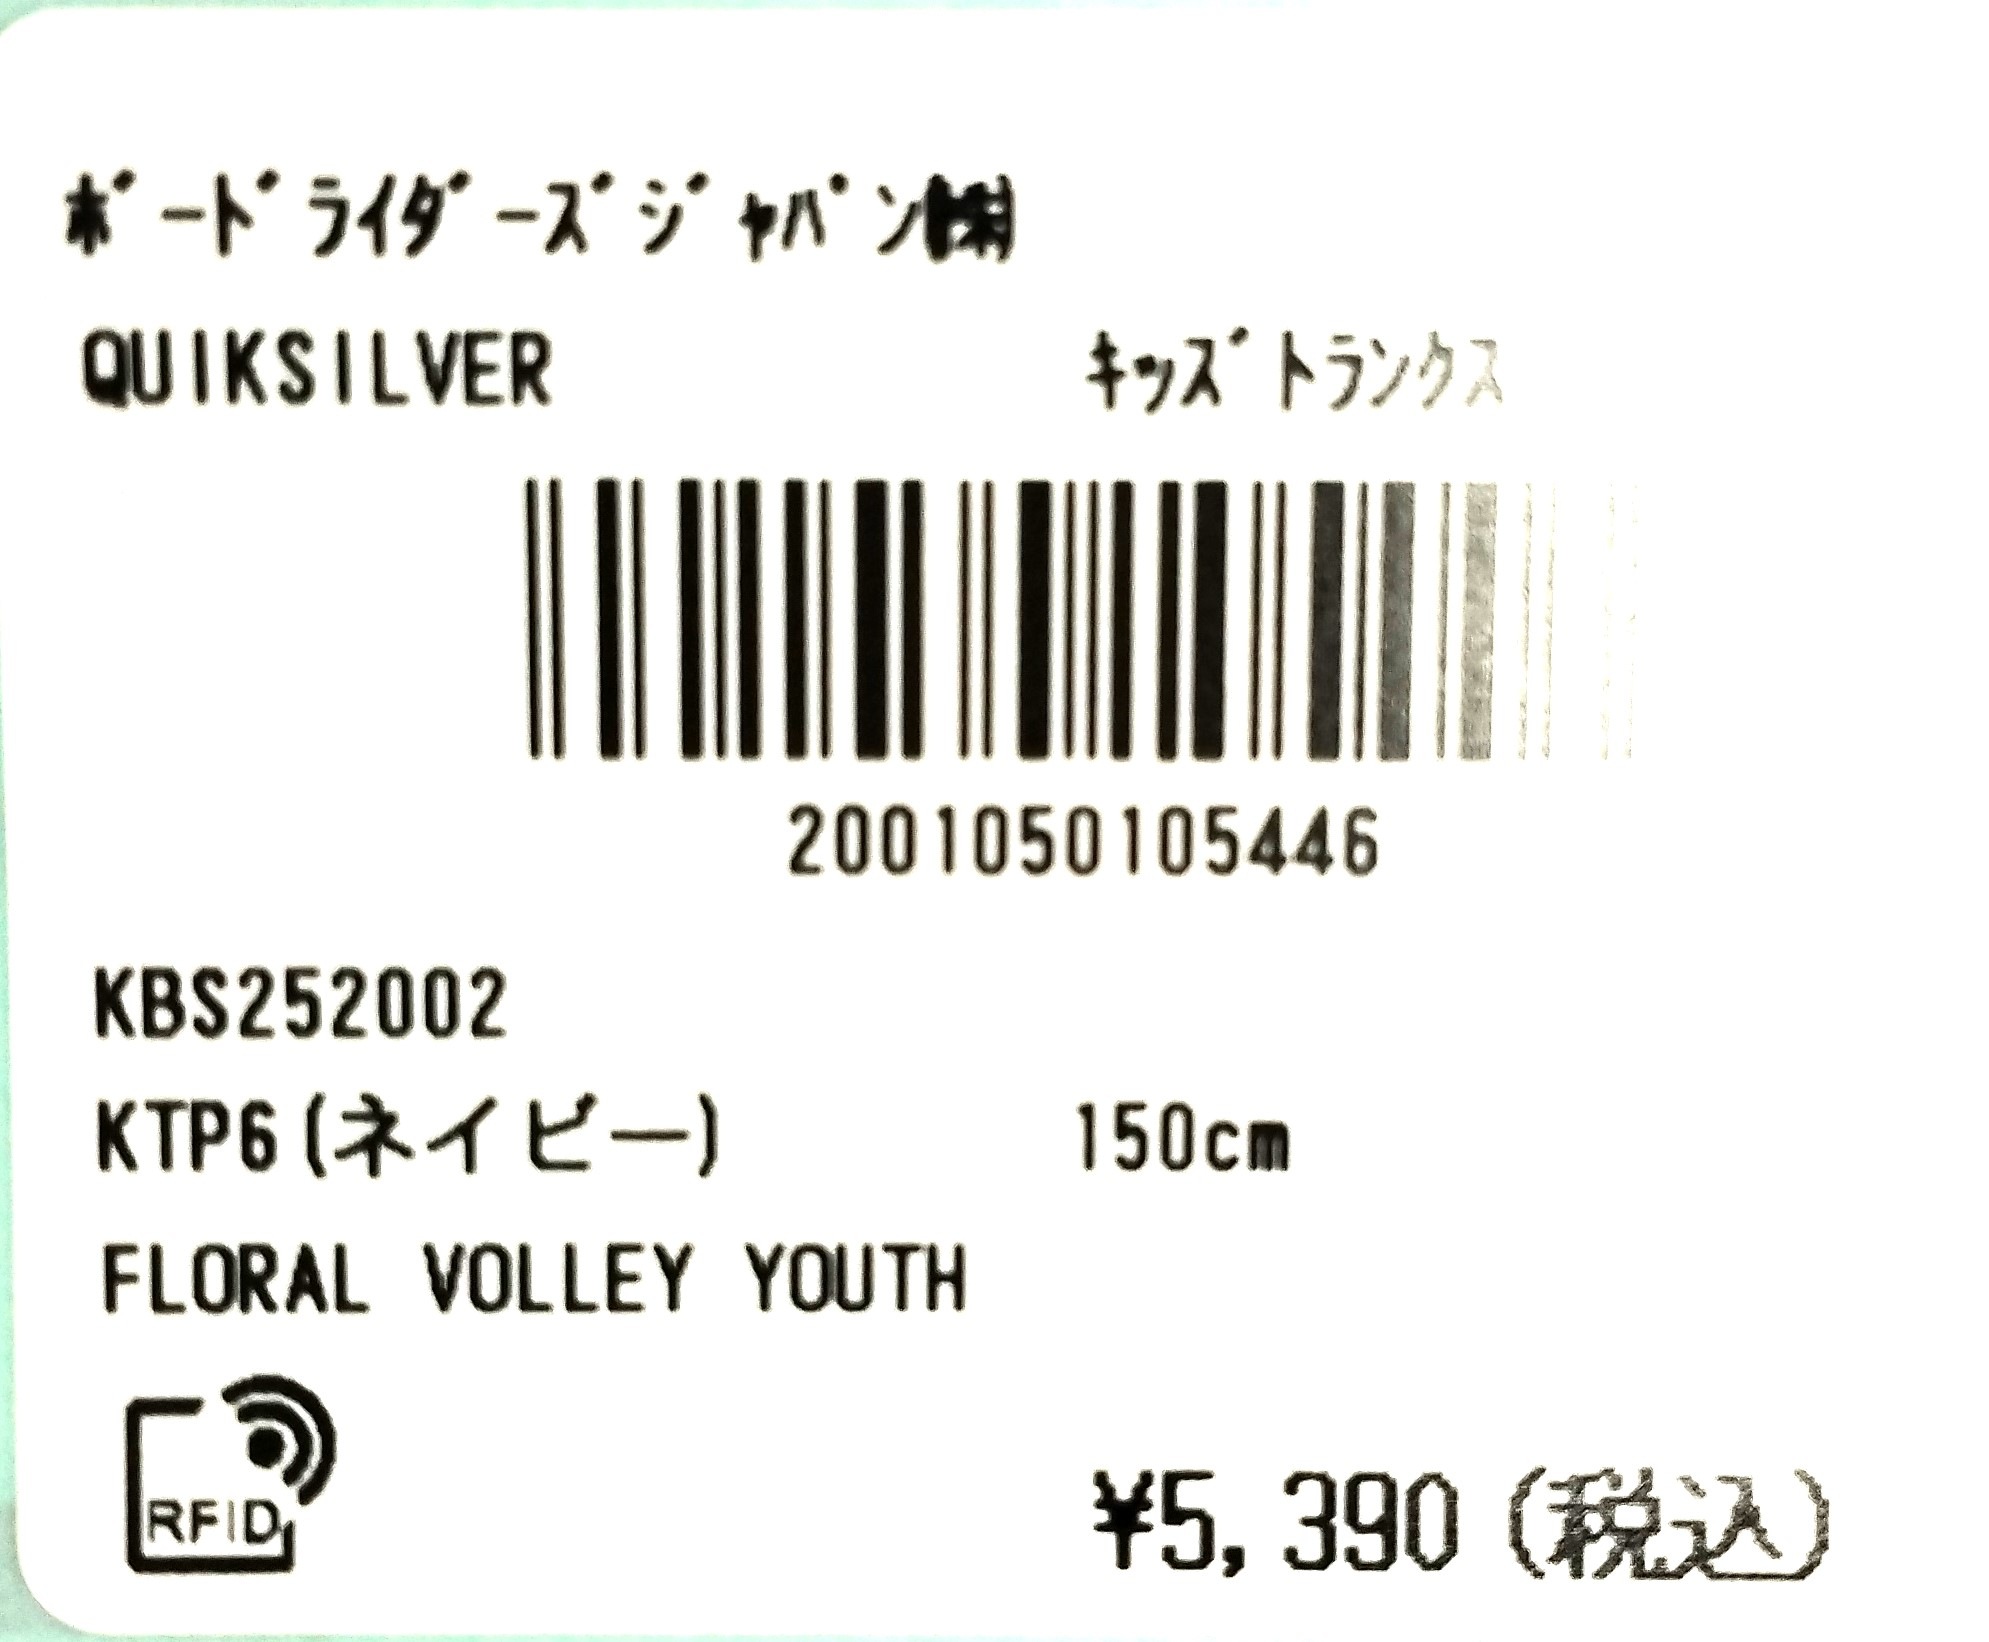 ﾎﾞｰﾄﾞﾗｲﾀﾞｰｽﾞｼﾞｬﾊﾟﾝ㈱
QUIKSILVER ｷｯｽﾞﾄﾗﾝｸｽ
2001050105446
KBS252002
KTP6(ネイビー) 150cm
FLORAL VOLLEY YOUTH
RFID
¥5,390(税込)